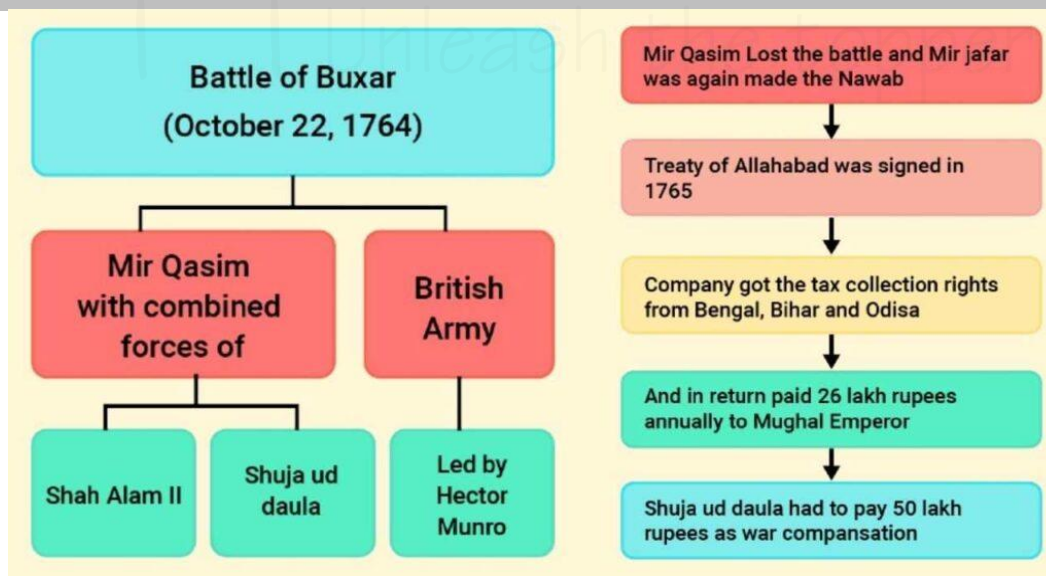 Unleash the topper
Battle of Buxar
(October 22, 1764)
Mir Qasim
with combined
forces of
British
Army
Shah Alam II
Shuja ud
daula
Led by
Hector
Munro
Mir Qasim Lost the battle and Mir jafar
was again made the Nawab
Treaty of Allahabad was signed in
1765
Company got the tax collection rights
from Bengal, Bihar and Odisa
And in return paid 26 lakh rupees
annually to Mughal Emperor
Shuja ud daula had to pay 50 lakh
rupees as war compansation